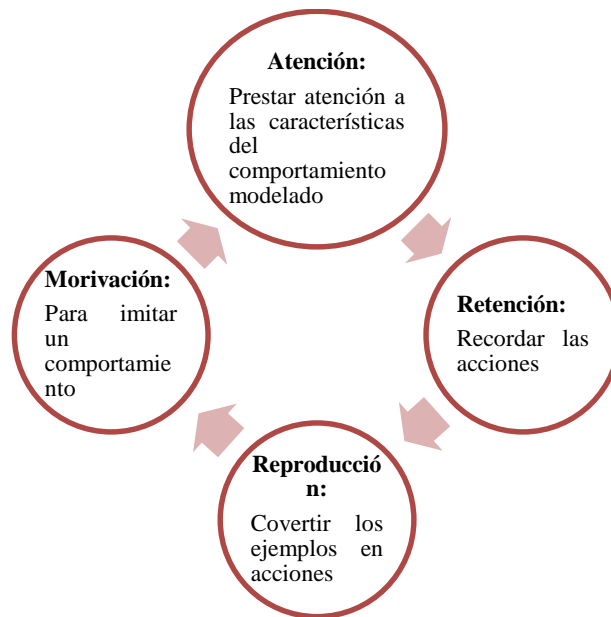 Atención:
Prestar atención a
las características
del
comportamiento
modelado
Retención:
Recordar las
acciones
Reproducció
n:
Covertir los
ejemplos en
acciones
Morivación:
Para imitar
un
comportamie
nto